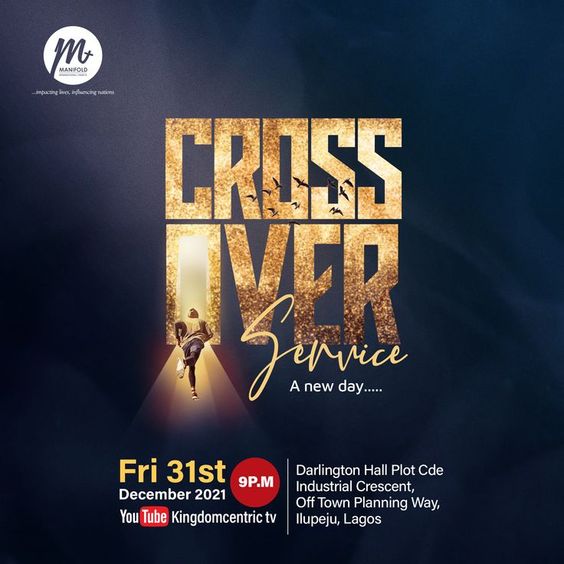 m+
MANIFOLD
...impacting lives, influencing nations
CROSS
OVER
Service
A new day.....
Fri 31st
December 2021
9P.M
YouTube Kingdomcentric tv
Darlington Hall Plot Cde
Industrial Crescent,
Off Town Planning Way,
Ilupeju, Lagos